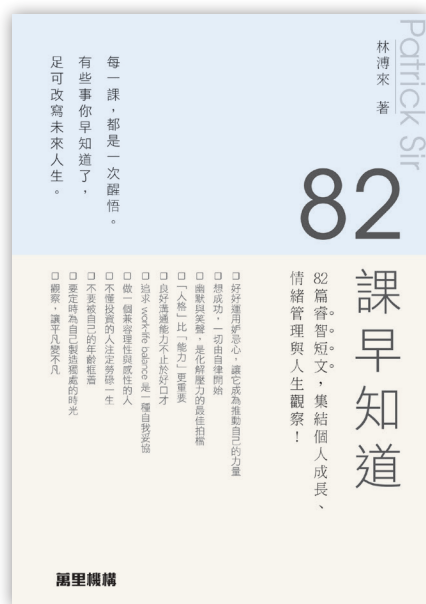 Patrick Sir
林溥來 著
82
課早知道
82篇睿智短文，集結個人成長、
情緒管理與人生觀察！
每一課，都是一次醒悟。
有些事你早知道了，
足可改寫未來人生。
□ 好好運用妒忌心，讓它成為推動自己的力量
□ 想成功，一切由自律開始
□ 幽默與笑聲，是化解壓力的最佳拍檔
□ 「人格」比「能力」更重要
□ 良好溝通能力不止於好口才
□ 追求 work-life balance 是一種自我妥協
□ 做一個兼容理性與感性的人
□ 不懂投資的人注定勞碌一生
□ 不要被自己的年齡框着
□ 要定時為自己製造獨處的時光
□ 觀察，讓平凡變不凡
萬里機構